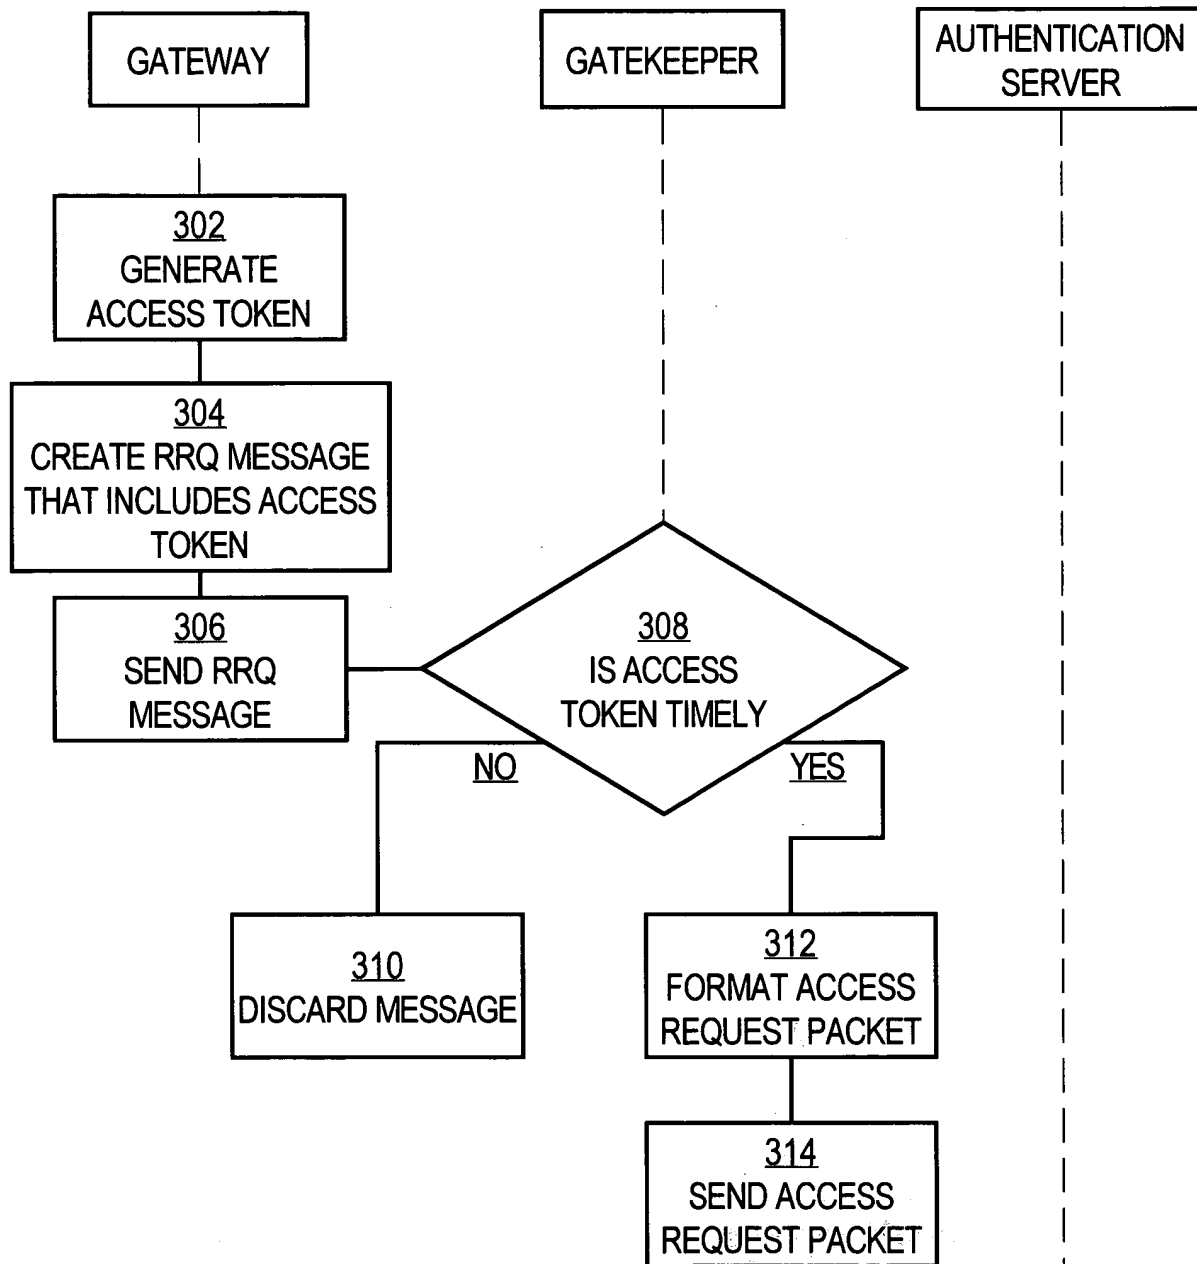 GATEWAY
GATEKEEPER
AUTHENTICATION
SERVER
302
GENERATE
ACCESS TOKEN
304
CREATE RRQ MESSAGE
THAT INCLUDES ACCESS
TOKEN
306
SEND RRQ
MESSAGE
308
IS ACCESS
TOKEN TIMELY
NO
YES
310
DISCARD MESSAGE
312
FORMAT ACCESS
REQUEST PACKET
314
SEND ACCESS
REQUEST PACKET